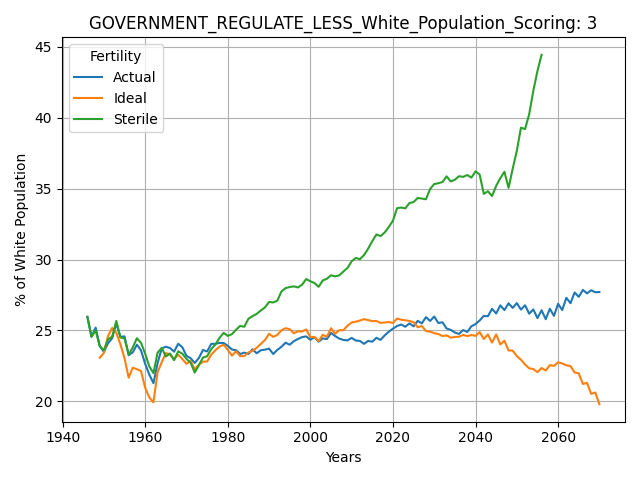 GOVERNMENT_REGULATE_LESS_White_Population_Scoring: 3
Fertility
Actual
Ideal
Sterile
45
40
35
30
25
20
% of White Population
1940
1960
1980
2000
2020
2040
2060
Years